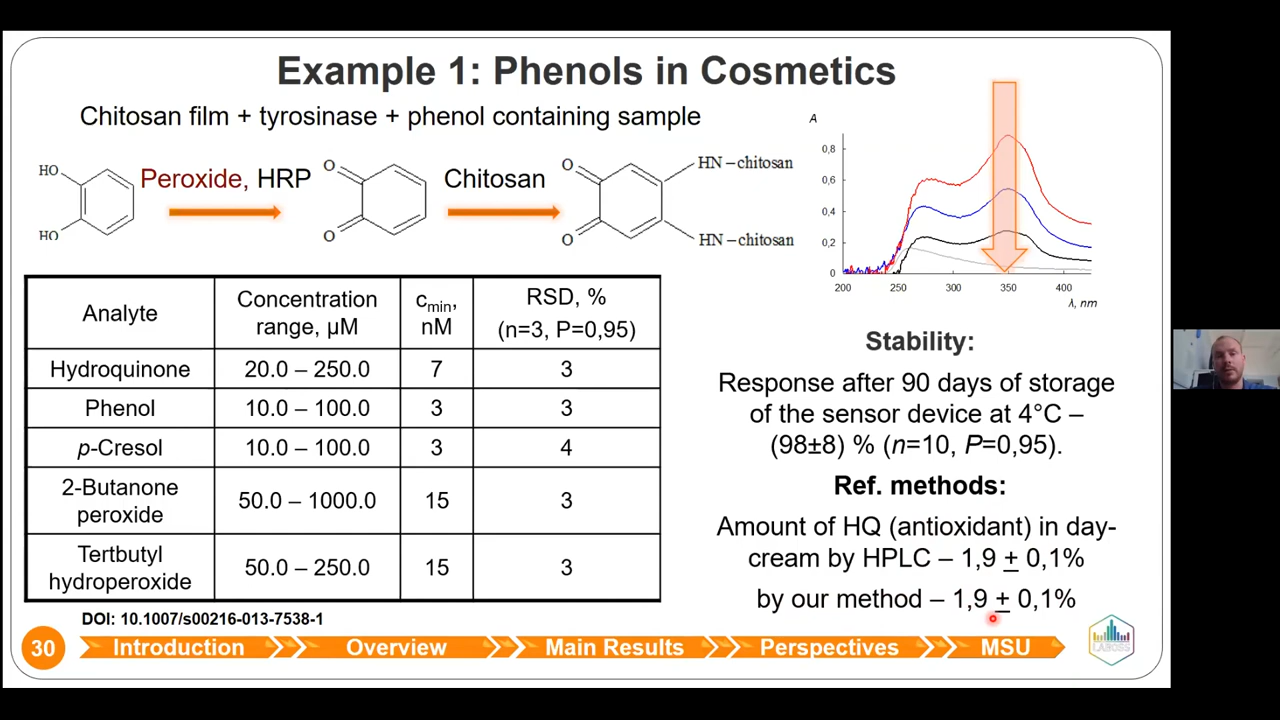 Example 1: Phenols in Cosmetics
Chitosan film + tyrosinase + phenol containing sample
HO
HO
Peroxide, HRP
O
O
Chitosan
O
O
HN – chitosan
HN – chitosan
A
0,8
0,6
0,4
0,2
0
200 250 300 350 400
λ, nm
Analyte
Concentration
range, µM
cmin,
nM
RSD, %
(n=3, P=0,95)
Hydroquinone 20.0 – 250.0 7 3
Phenol 10.0 – 100.0 3 3
p-Cresol 10.0 – 100.0 3 4
2-Butanone
peroxide
50.0 – 1000.0 15 3
Tertbutyl
hydroperoxide
50.0 – 250.0 15 3
DOI: 10.1007/s00216-013-7538-1
Stability:
Response after 90 days of storage
of the sensor device at 4°C –
(98±8) % (n=10, P=0,95).
Ref. methods:
Amount of HQ (antioxidant) in day-
cream by HPLC – 1,9 ± 0,1%
by our method – 1,9 ± 0,1%
30 Introduction Overview Main Results Perspectives MSU
LABOSS